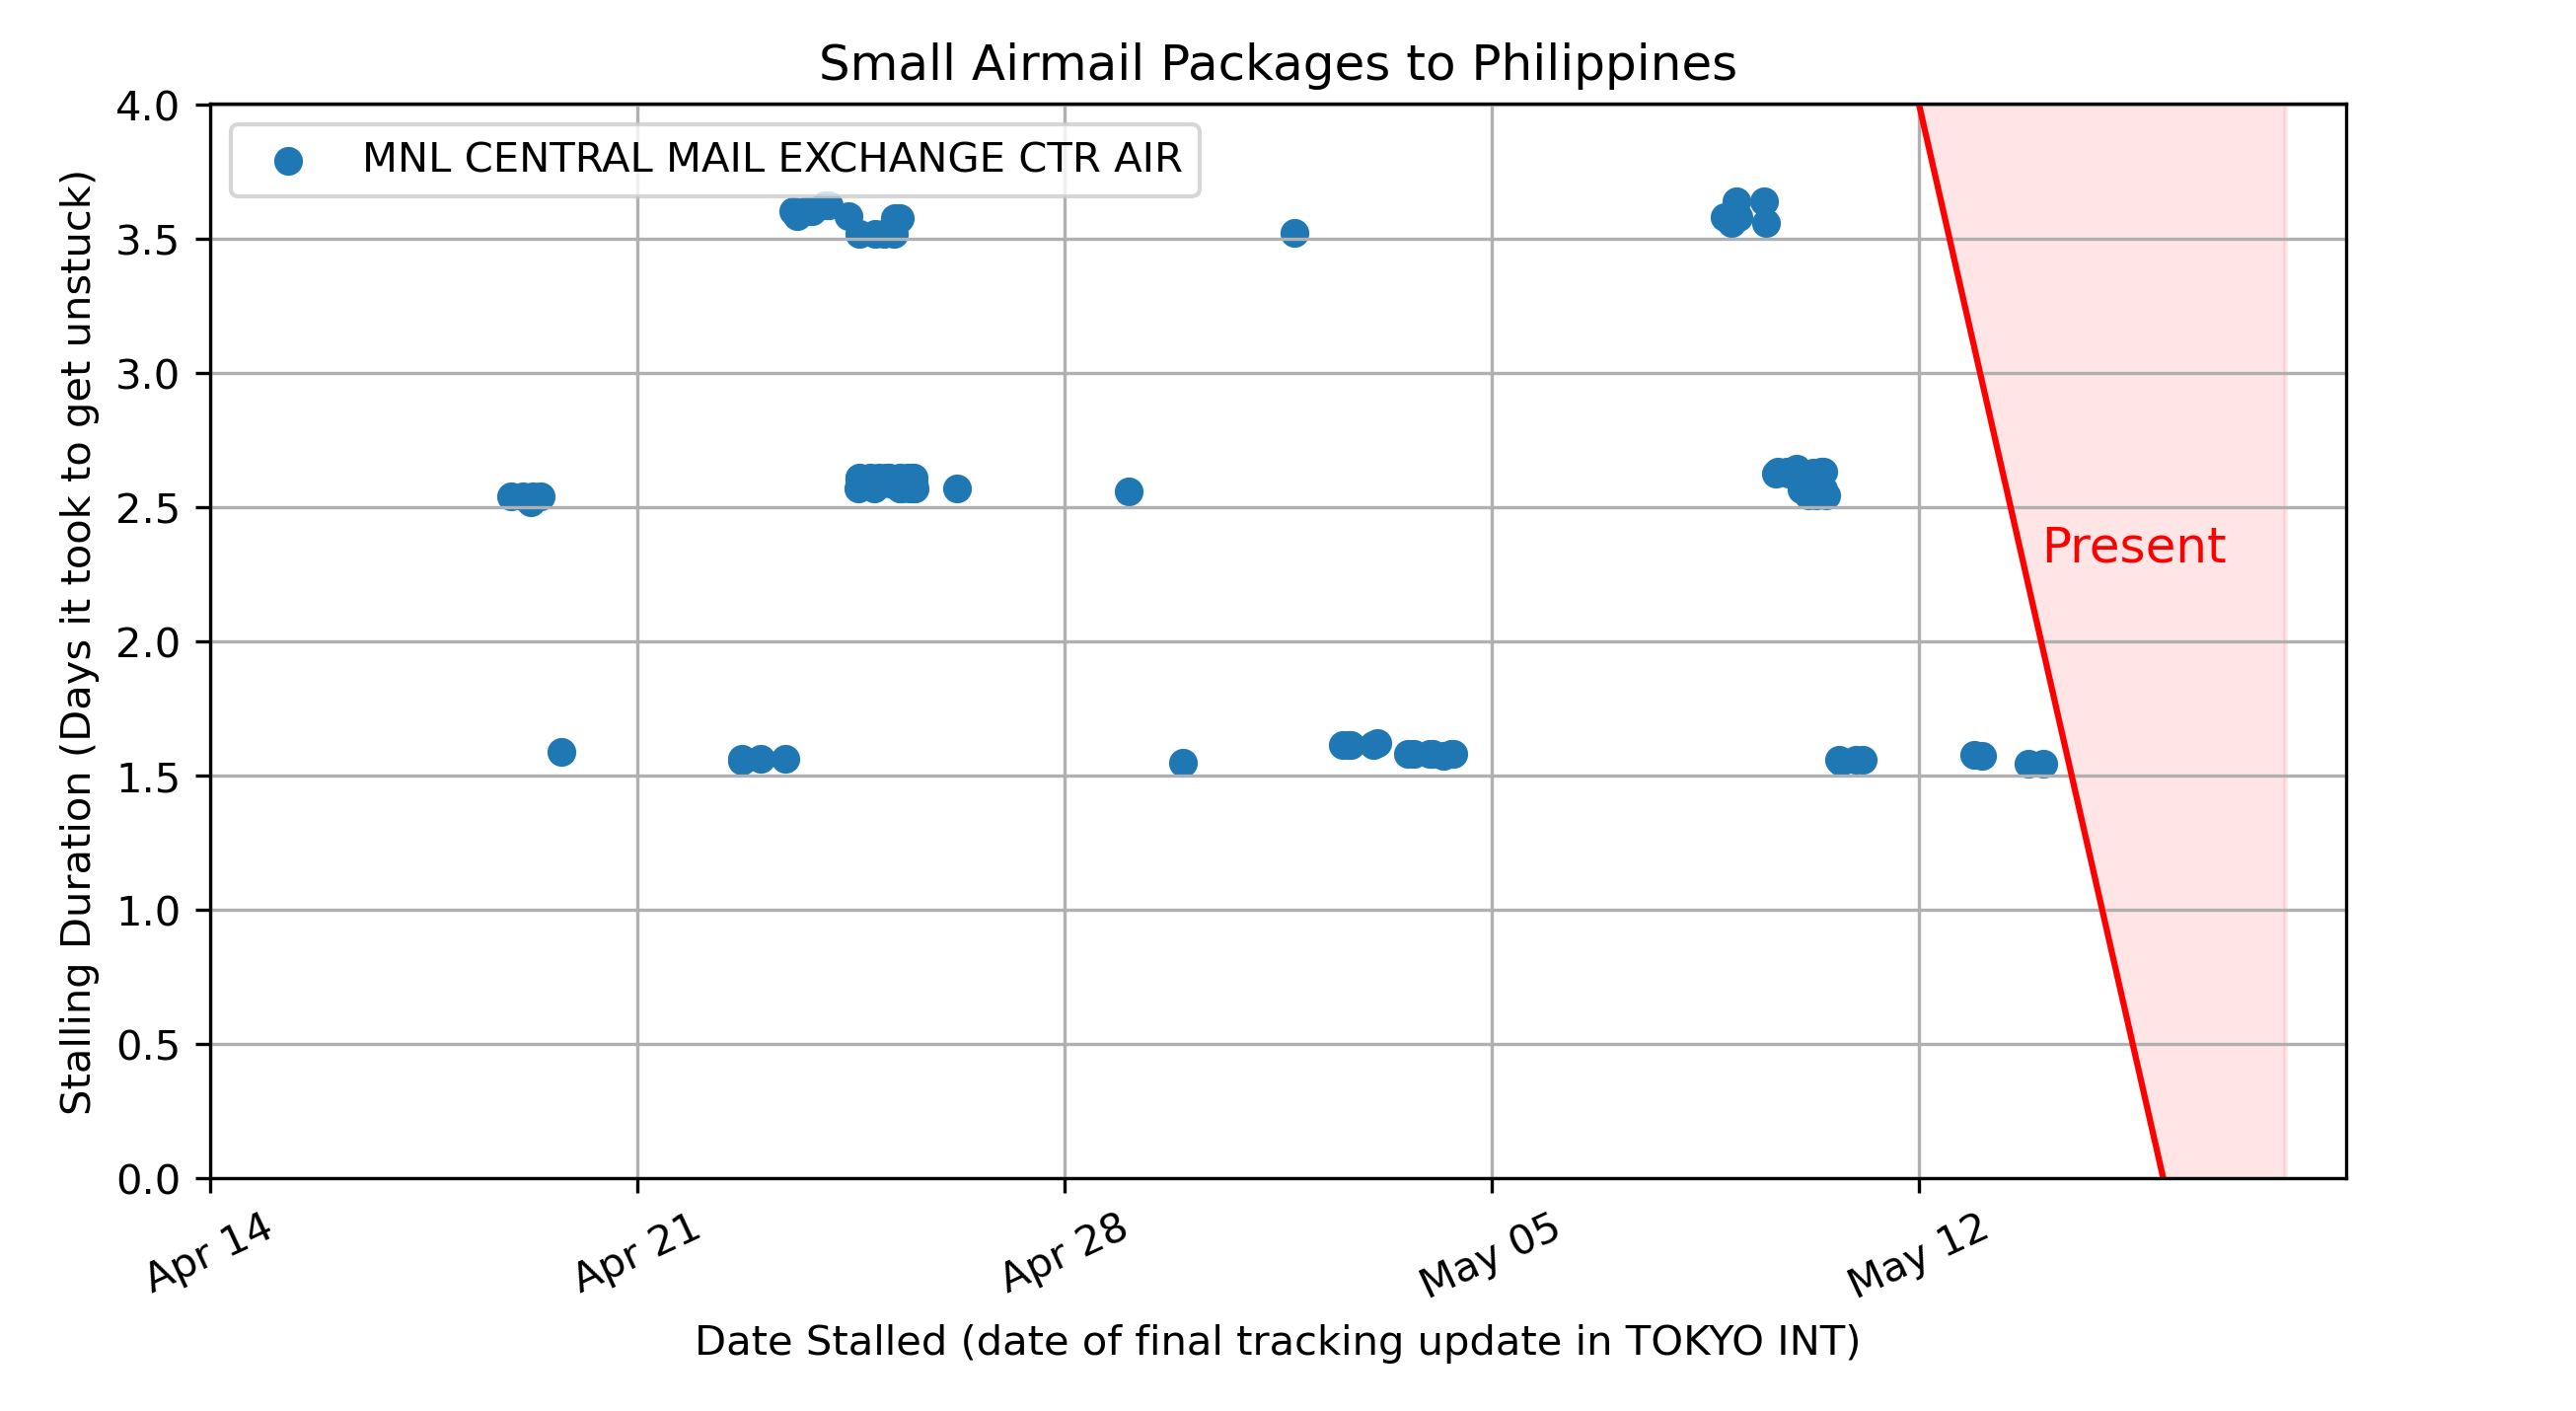 Small Airmail Packages to Philippines
MNL CENTRAL MAIL EXCHANGE CTR AIR
Stalling Duration (Days it took to get unstuck)
4.0
3.5
3.0
2.5
2.0
1.5
1.0
0.5
0.0
Present
Apr 14
Apr 21
Apr 28
May 05
May 12
Date Stalled (date of final tracking update in TOKYO INT)